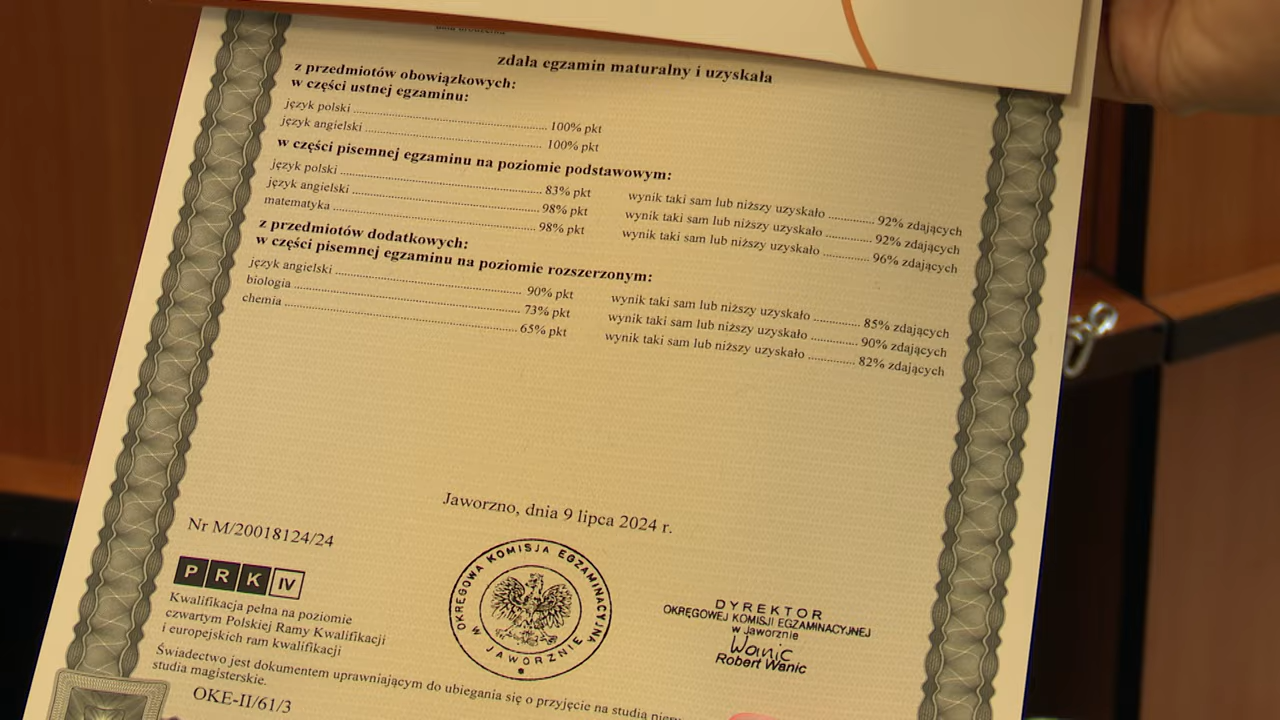 zdała egzamin maturalny i uzyskała
z przedmiotów obowiązkowych:
w części ustnej egzaminu:
język polski ........ 100% pkt
język angielski ........ 100% pkt
w części pisemnej egzaminu na poziomie podstawowym:
język polski ........ 83% pkt wynik taki sam lub niższy uzyskało ........ 92% zdających
język angielski ........ 98% pkt wynik taki sam lub niższy uzyskało ........ 92% zdających
matematyka ........ 98% pkt wynik taki sam lub niższy uzyskało ........ 96% zdających
z przedmiotów dodatkowych:
w części pisemnej egzaminu na poziomie rozszerzonym:
język angielski ........ 90% pkt wynik taki sam lub niższy uzyskało ........ 85% zdających
biologia ........ 73% pkt wynik taki sam lub niższy uzyskało ........ 90% zdających
chemia ........ 65% pkt wynik taki sam lub niższy uzyskało ........ 82% zdających
Jaworzno, dnia 9 lipca 2024 r.
Nr M/20018124/24
PRK IV
Kwalifikacja pełna na poziomie
czwartym Polskiej Ramy Kwalifikacji
i europejskich ram kwalifikacji
OKRĘGOWA KOMISJA EGZAMINACYJNA
W JAWORZNIE
DYREKTOR
OKRĘGOWEJ KOMISJI EGZAMINACYJNEJ
w Jaworznie
Wanic
Robert Wanic
Świadectwo jest dokumentem uprawniającym do ubiegania się o przyjęcie na studia
studia magisterskie.
OKE-II/61/3